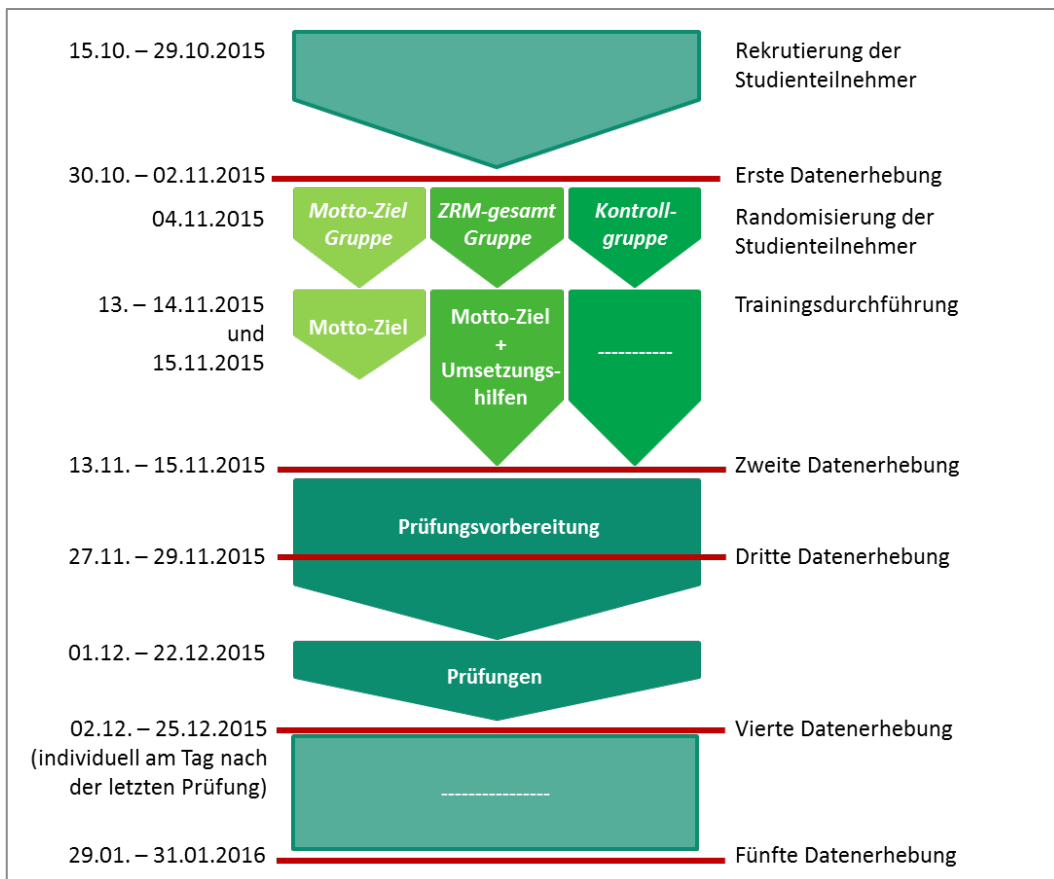 15.10. – 29.10.2015
Rekrutierung der
Studienteilnehmer
30.10. – 02.11.2015
Erste Datenerhebung
04.11.2015
Motto-Ziel
Gruppe
ZRM-gesamt
Gruppe
Kontroll-
gruppe
Randomisierung der
Studienteilnehmer
13. – 14.11.2015
und
15.11.2015
Motto-Ziel
Motto-Ziel
+
Umsetzungs-
hilfen
-----------
Trainingsdurchführung
13.11. – 15.11.2015
Zweite Datenerhebung
Prüfungsvorbereitung
27.11. – 29.11.2015
Dritte Datenerhebung
01.12. – 22.12.2015
Prüfungen
02.12. – 25.12.2015
(individuell am Tag nach
der letzten Prüfung)
Vierte Datenerhebung
----------------
29.01. – 31.01.2016
Fünfte Datenerhebung